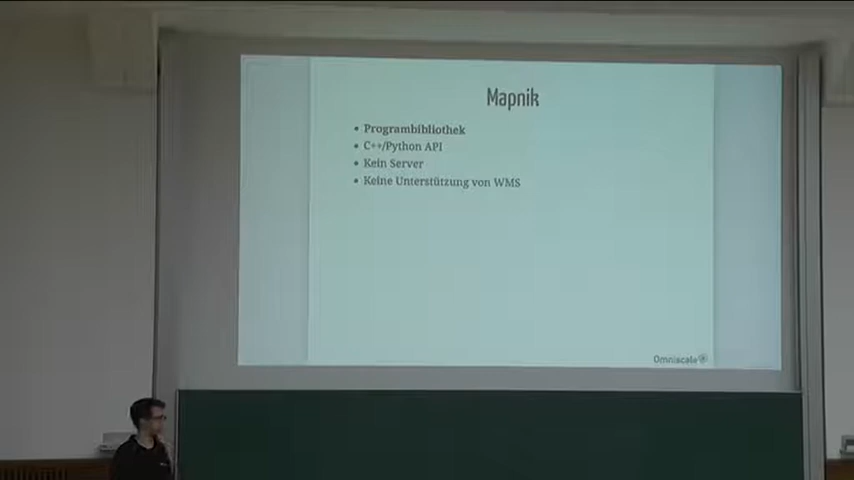 Mapnik
• Programbibliothek
• C++/Python API
• Kein Server
• Keine Unterstützung von WMS
Omniscale